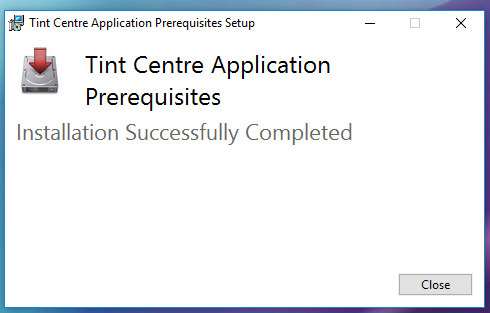 Tint Centre Application Prerequisites Setup
Tint Centre Application
Prerequisites
Installation Successfully Completed
Close